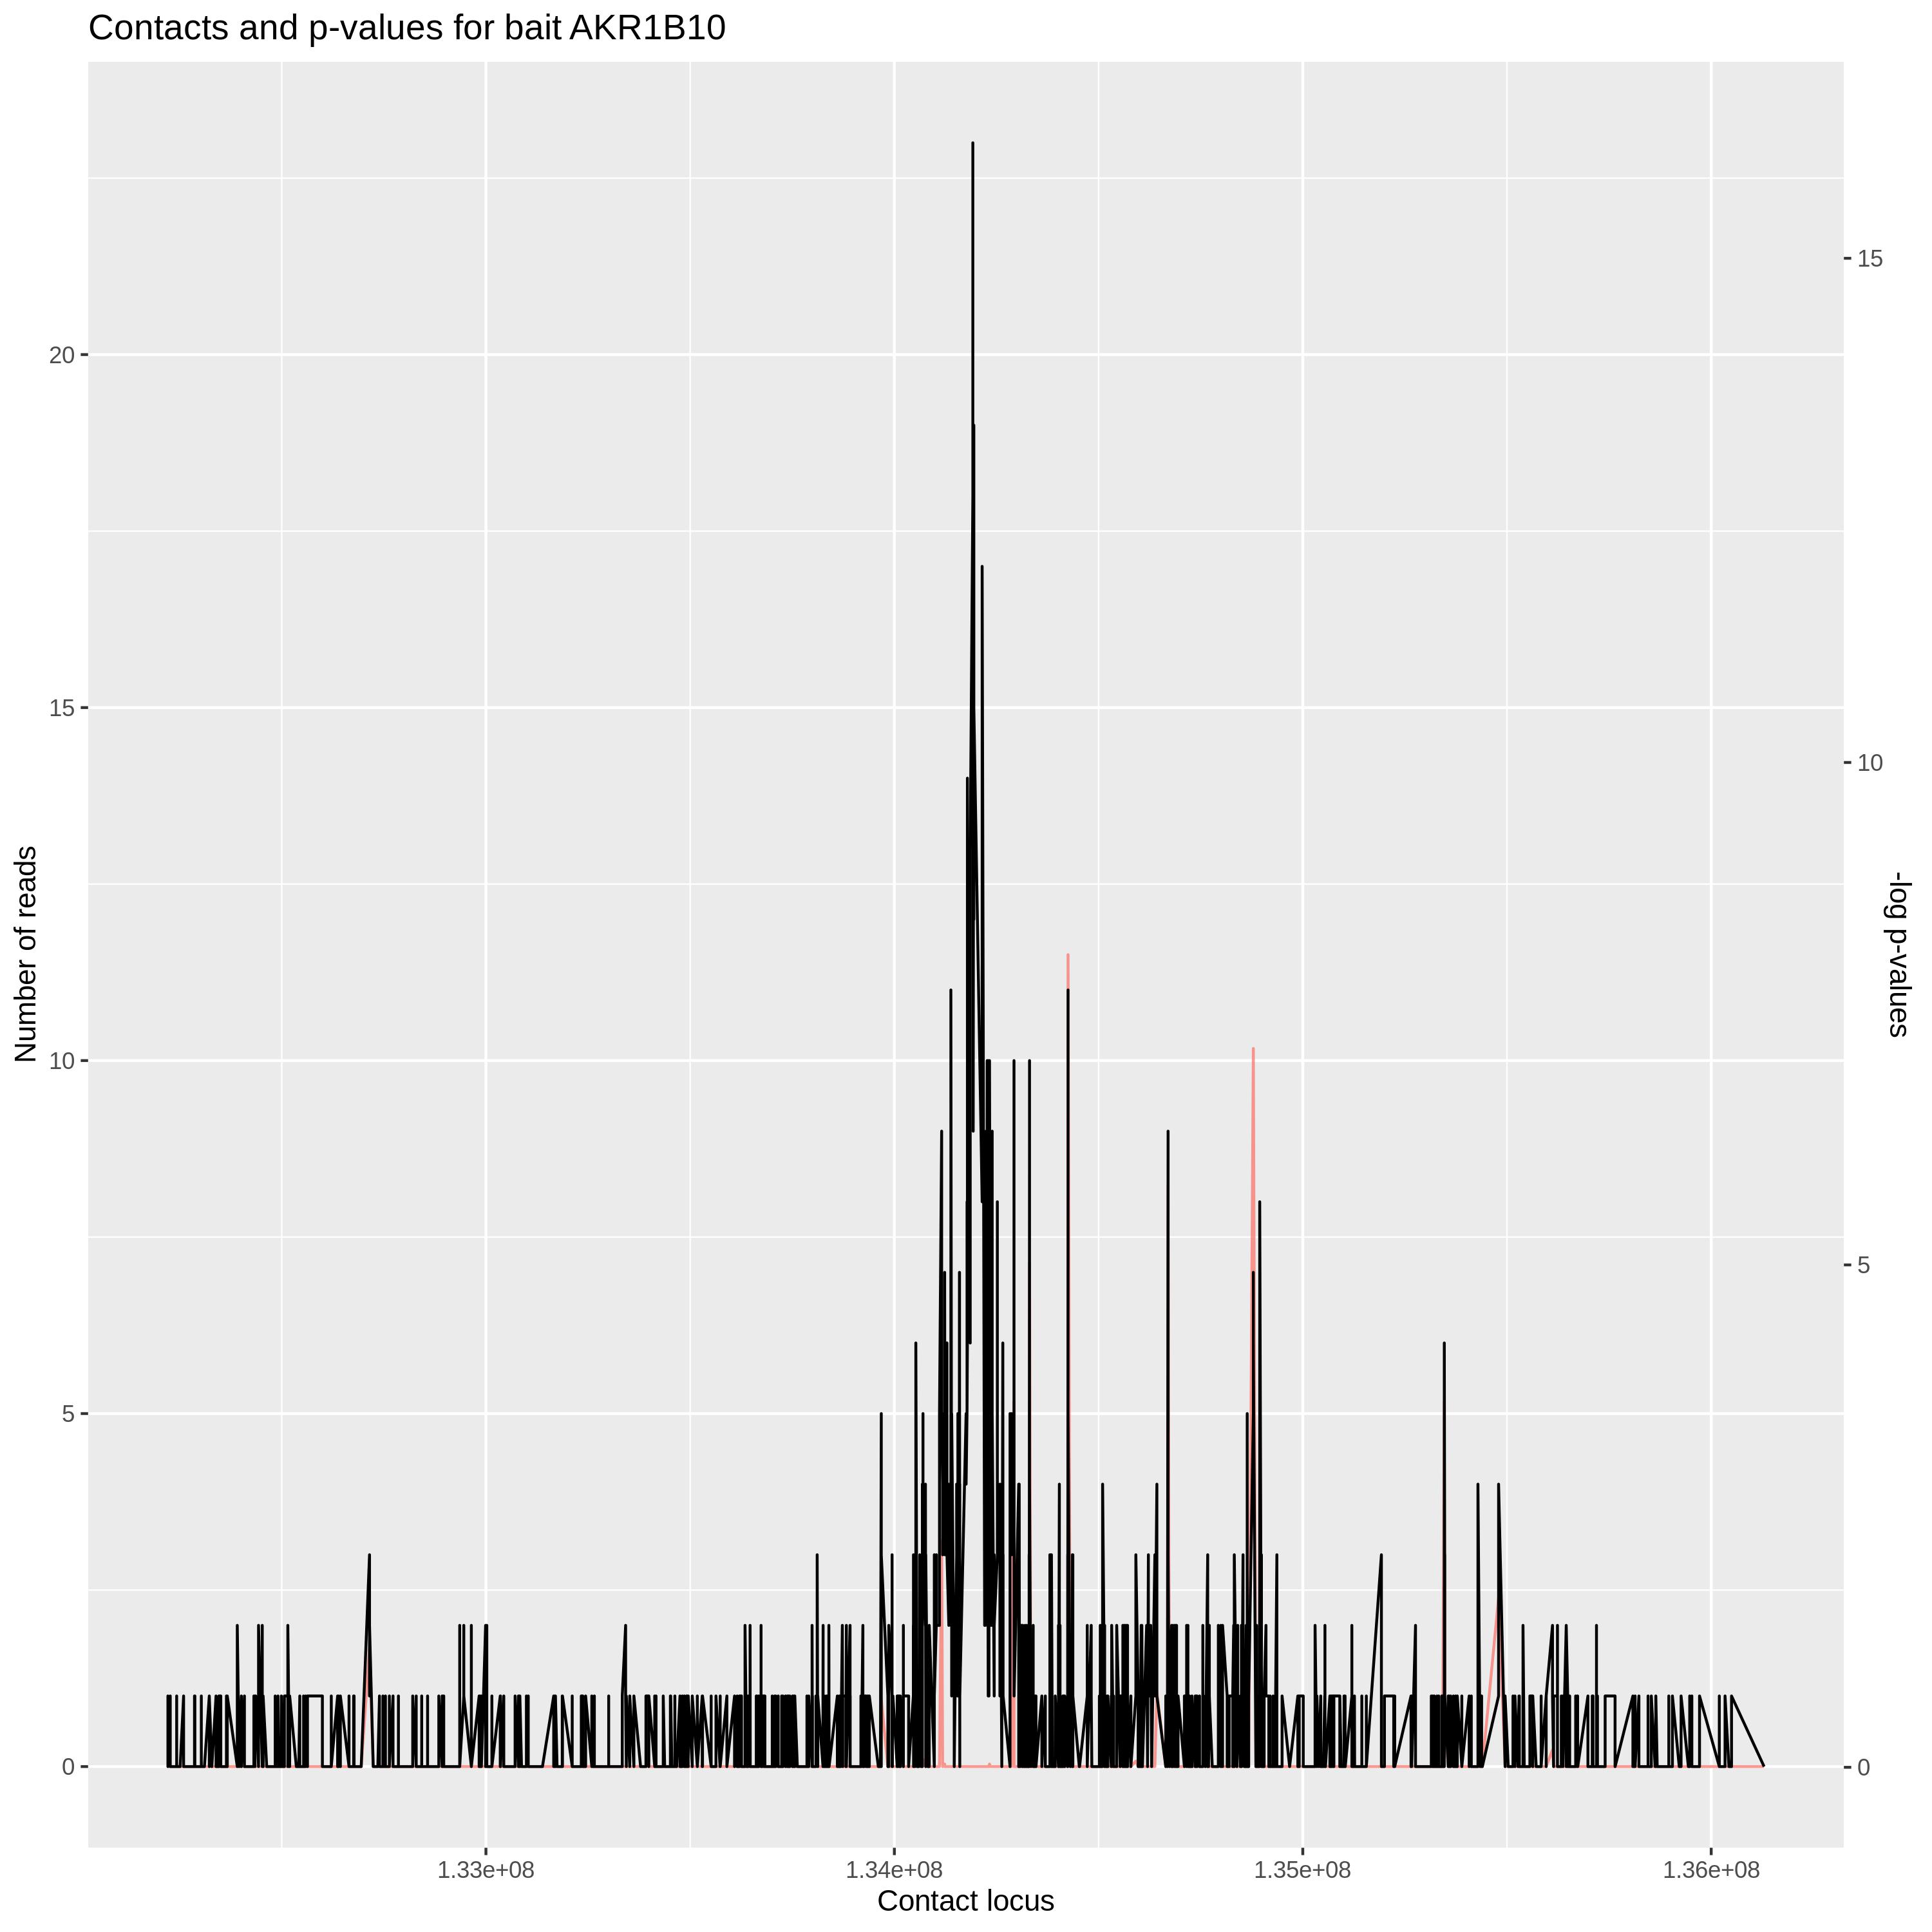 Contacts and p-values for bait AKR1B10
20
15
10
5
0
Number of reads
15
10
5
0
-log p-values
1.33e+08
1.34e+08
1.35e+08
1.36e+08
Contact locus